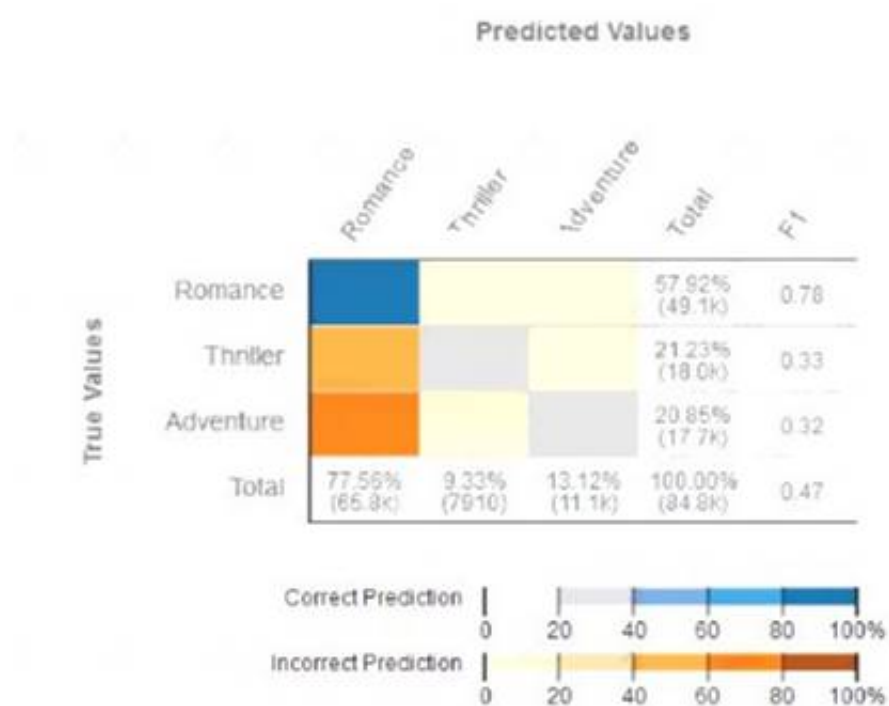 Predicted Values
Romance
Thriller
Adventure
Total
F1
True Values
Romance
57.92%
(49.1k)
0.78
Thriller
21.23%
(18.0k)
0.33
Adventure
20.85%
(17.7k)
0.32
Total
77.56%
(65.8k)
9.33%
(7910)
13.12%
(11.1k)
100.00%
(84.8k)
0.47
Correct Prediction
0 20 40 60 80 100%
Incorrect Prediction
0 20 40 60 80 100%